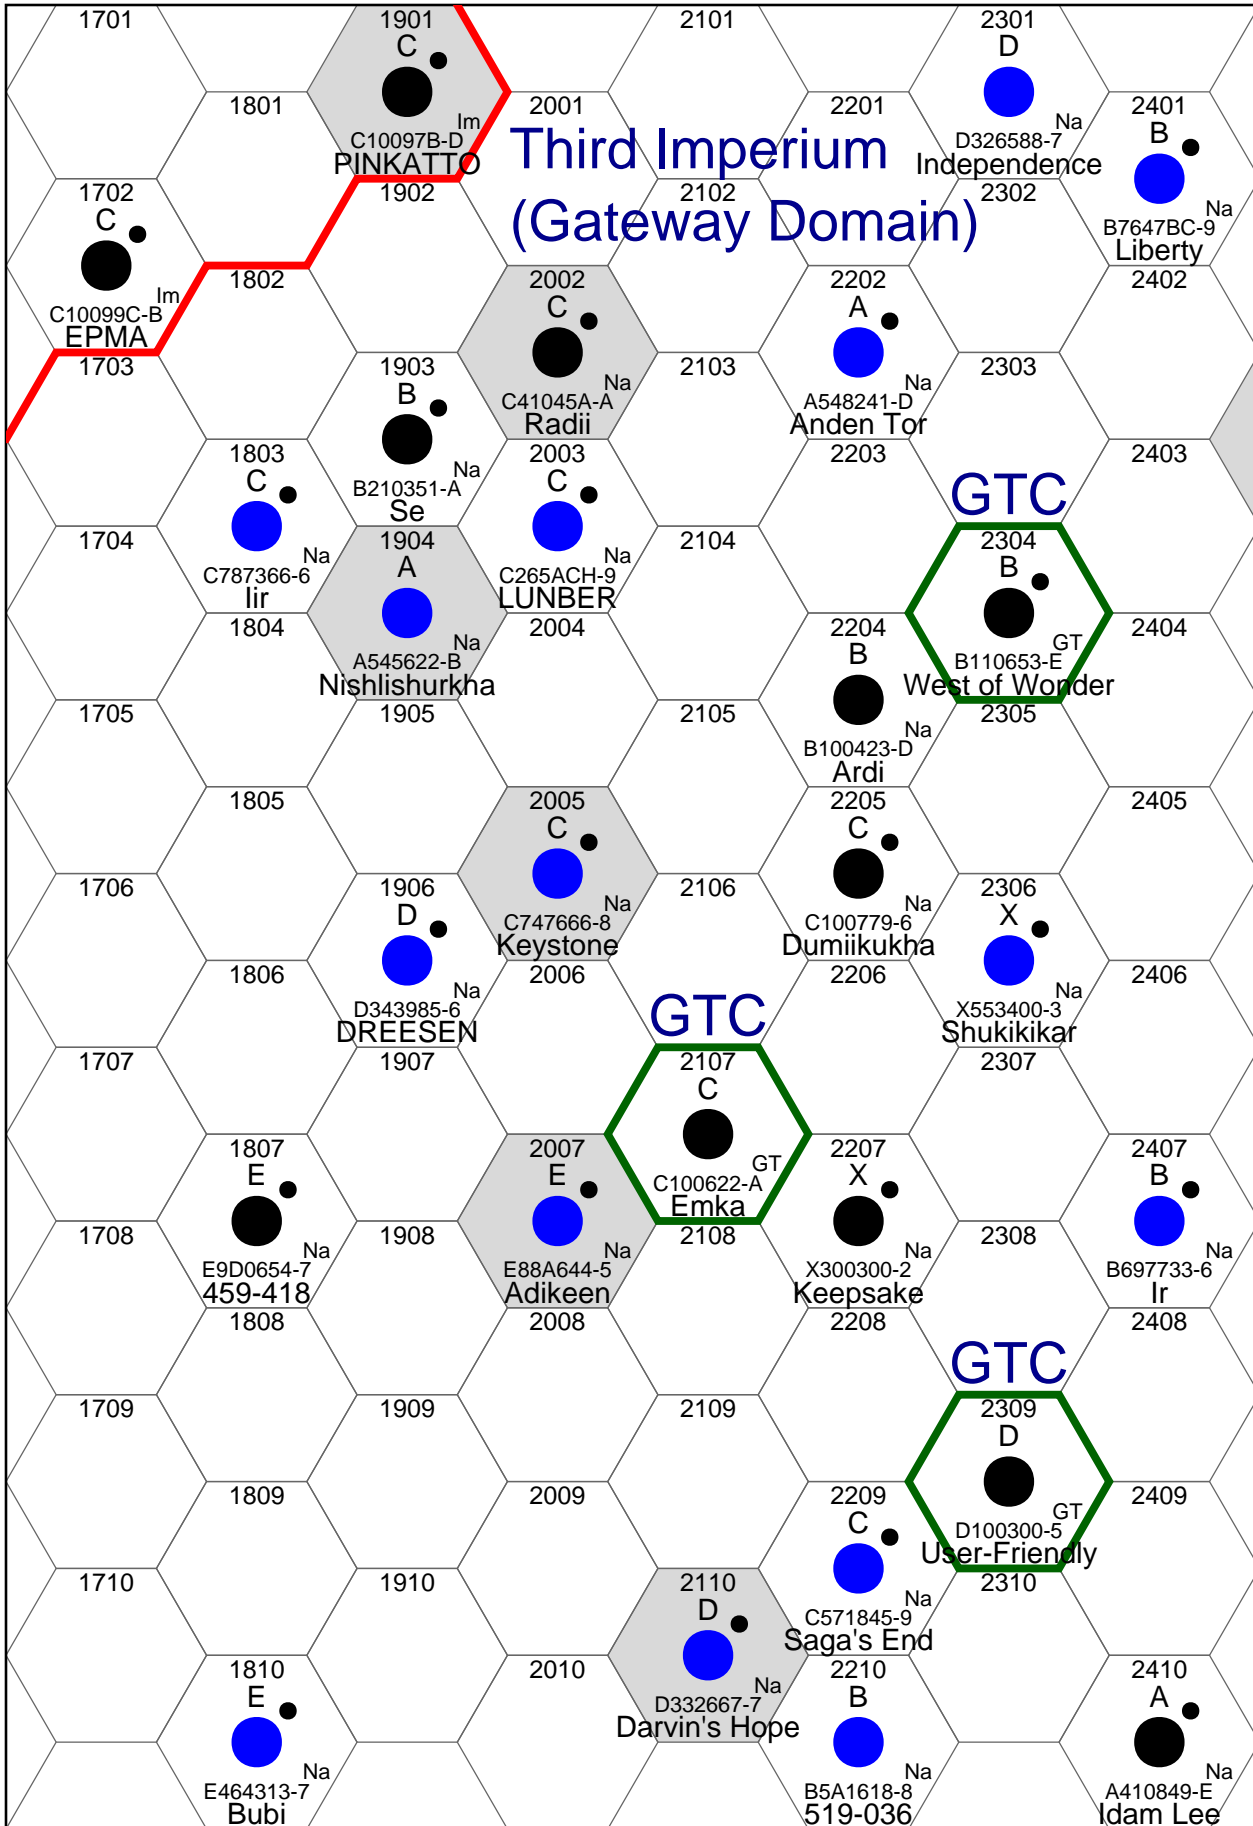 1701
1901
C
Im
C10097B-D
PINKATTO
2101
2301
D
Na
D326588-7
Independence
1801
2001
2201
2401
B
Na
B7647BC-9
Liberty
Third Imperium
(Gateway Domain)
1702
C
Im
C10099C-B
EPMA
1902
2102
2302
1802
2002
C
Na
C41045A-A
Radii
2202
A
Na
A548241-D
Anden Tor
2402
1703
1903
B
Na
B210351-A
Se
2103
2303
1803
C
Na
C787366-6
Iir
2003
C
Na
C265ACH-9
LUNBER
2203
2403
GTC
1704
1904
A
Na
A545622-B
Nishlishurkha
2104
2304
B
GT
B110653-E
West of Wonder
1804
2004
2204
B
Na
B100423-D
Ardi
2404
1705
1905
2105
2305
1805
2005
C
Na
C747666-8
Keystone
2205
C
Na
C100779-6
Dumiikukha
2405
1706
1906
D
Na
D343985-6
DREESEN
2106
2306
X
Na
X553400-3
Shukikikar
1806
2006
2206
2406
GTC
1707
1907
2107
C
GT
C100622-A
Emka
2307
1807
E
Na
E9D0654-7
459-418
2007
E
Na
E88A644-5
Adikeen
2207
X
Na
X300300-2
Keepsake
2407
B
Na
B697733-6
Ir
1708
1908
2108
2308
1808
2008
2208
2408
GTC
1709
1909
2109
2309
D
GT
D100300-5
User-Friendly
1809
2009
2209
C
Na
C571845-9
Saga's End
2409
1710
1910
2110
D
Na
D332667-7
Darvin's Hope
2310
1810
E
Na
E464313-7
Bubi
2010
2210
B
Na
B5A1618-8
519-036
2410
A
Na
A410849-E
Idam Lee